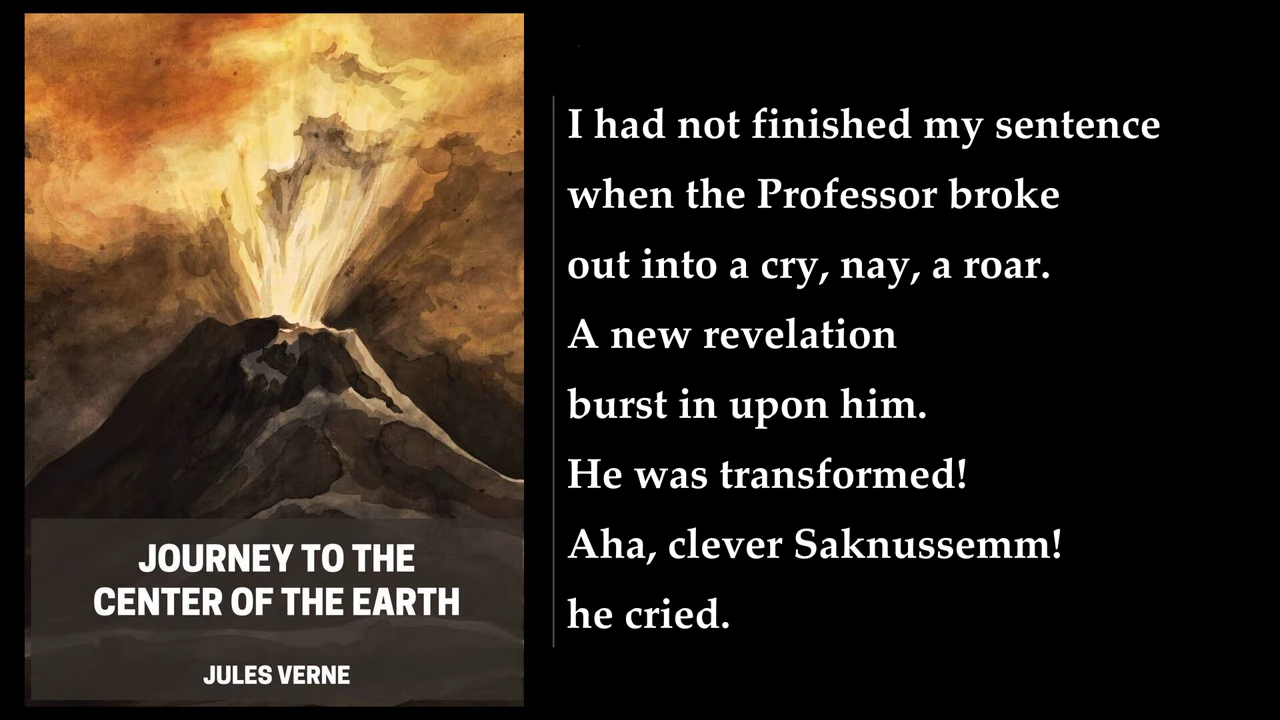 JOURNEY TO THE
CENTER OF THE EARTH
JULES VERNE
I had not finished my sentence
when the Professor broke
out into a cry, nay, a roar.
A new revelation
burst in upon him.
He was transformed!
Aha, clever Saknussemm!
he cried.